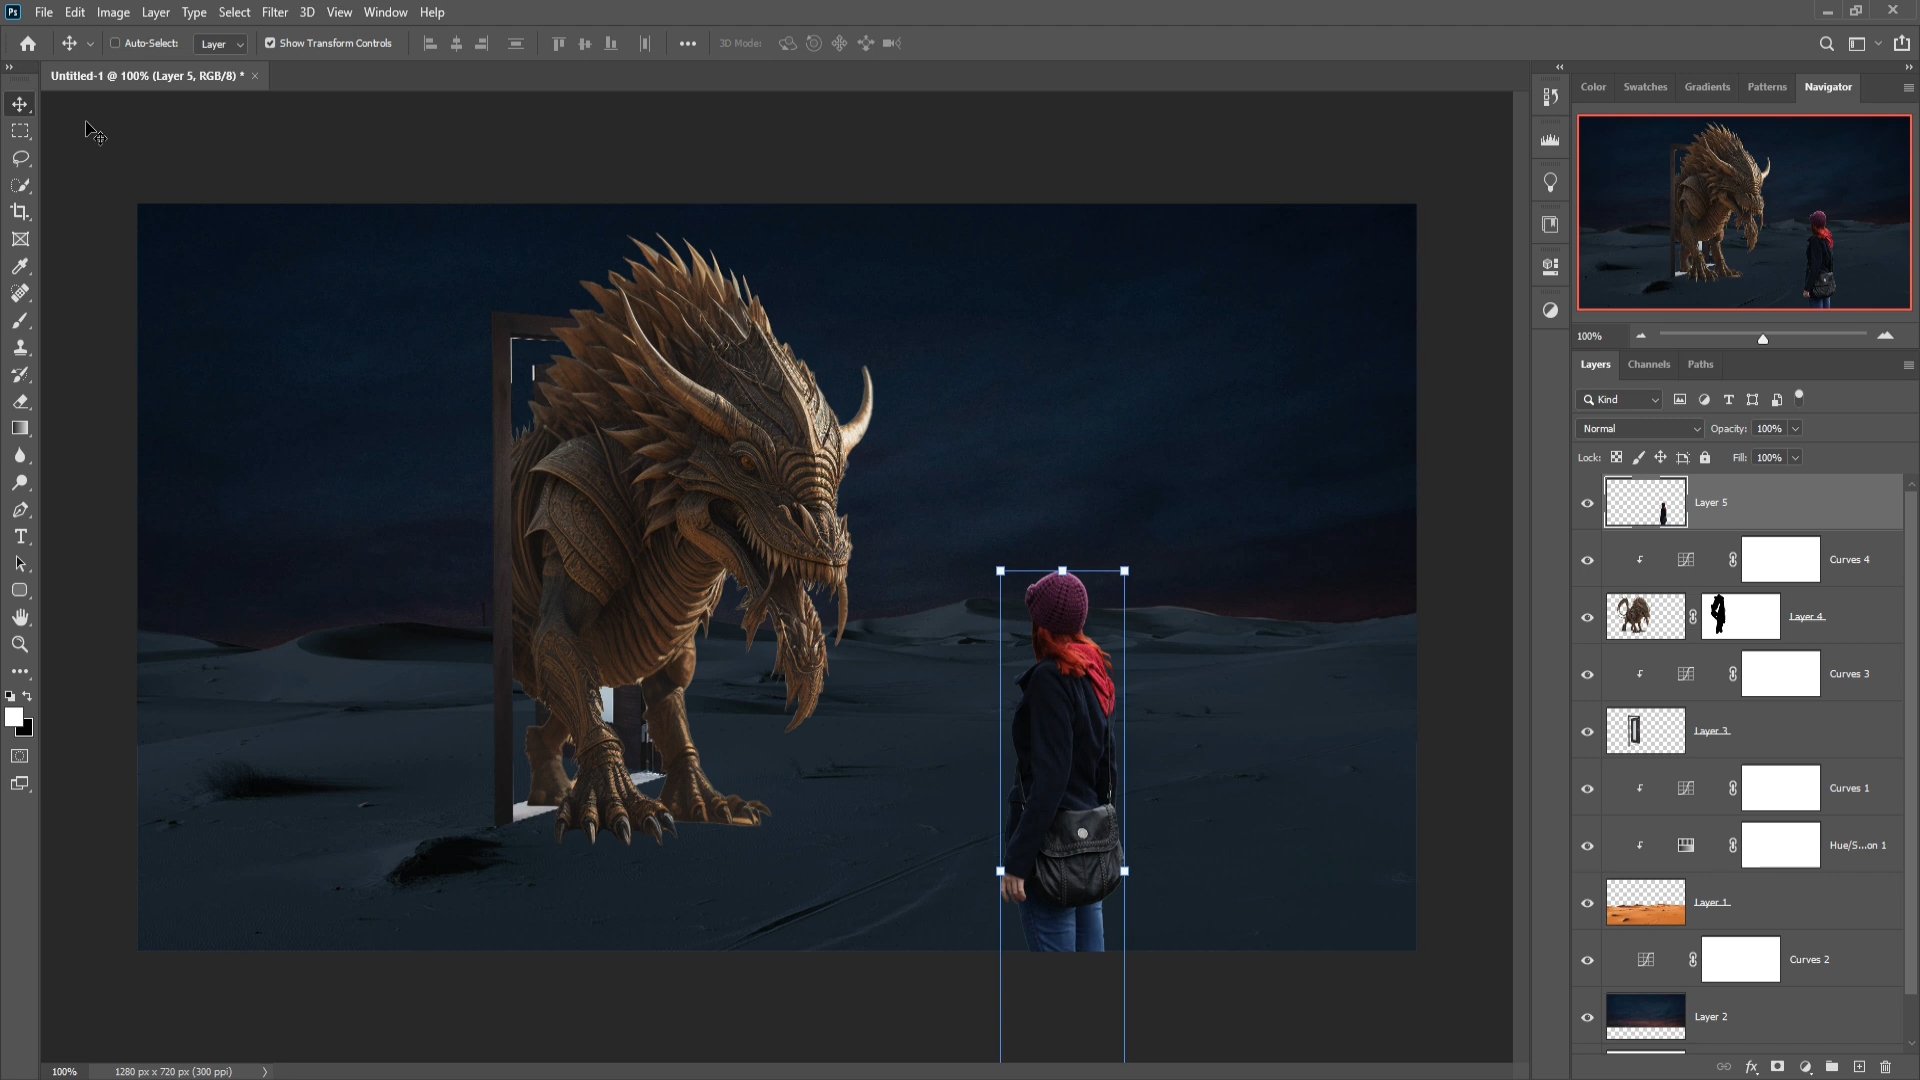 Ps File Edit Image Layer Type Select Filter 3D View Window Help
Auto-Select: Layer Show Transform Controls 3D Mode:
Untitled-1 @ 100% (Layer 5, RGB/8) *
Color Swatches Gradients Patterns Navigator
100%
Layers Channels Paths
Kind
Normal Opacity: 100%
Lock: Fill: 100%
Layer 5
Curves 4
Layer 4
Curves 3
Layer 3
Curves 1
Hue/S...on 1
Layer 1
Curves 2
Layer 2
100% 1280 px x 720 px (300 ppi)